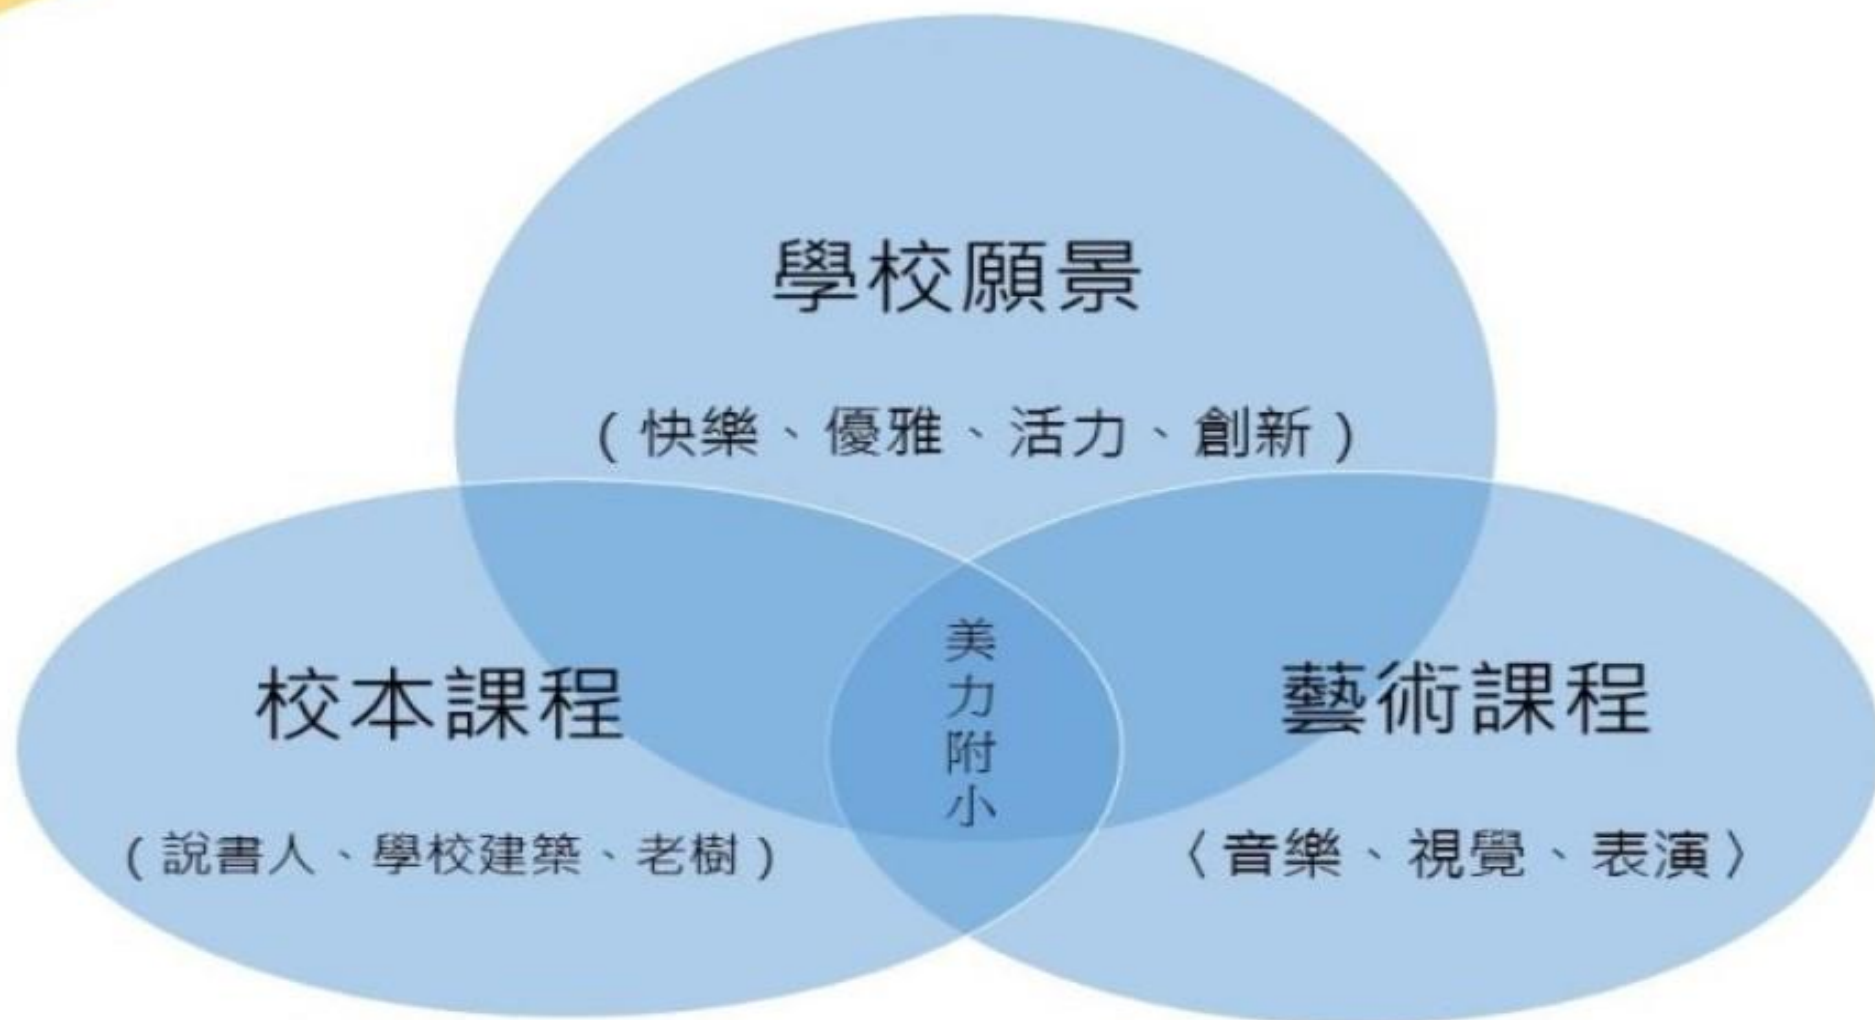 學校願景
(快樂、優雅、活力、創新)
校本課程
(說書人、學校建築、老樹)
美力附小
藝術課程
〈音樂、視覺、表演〉